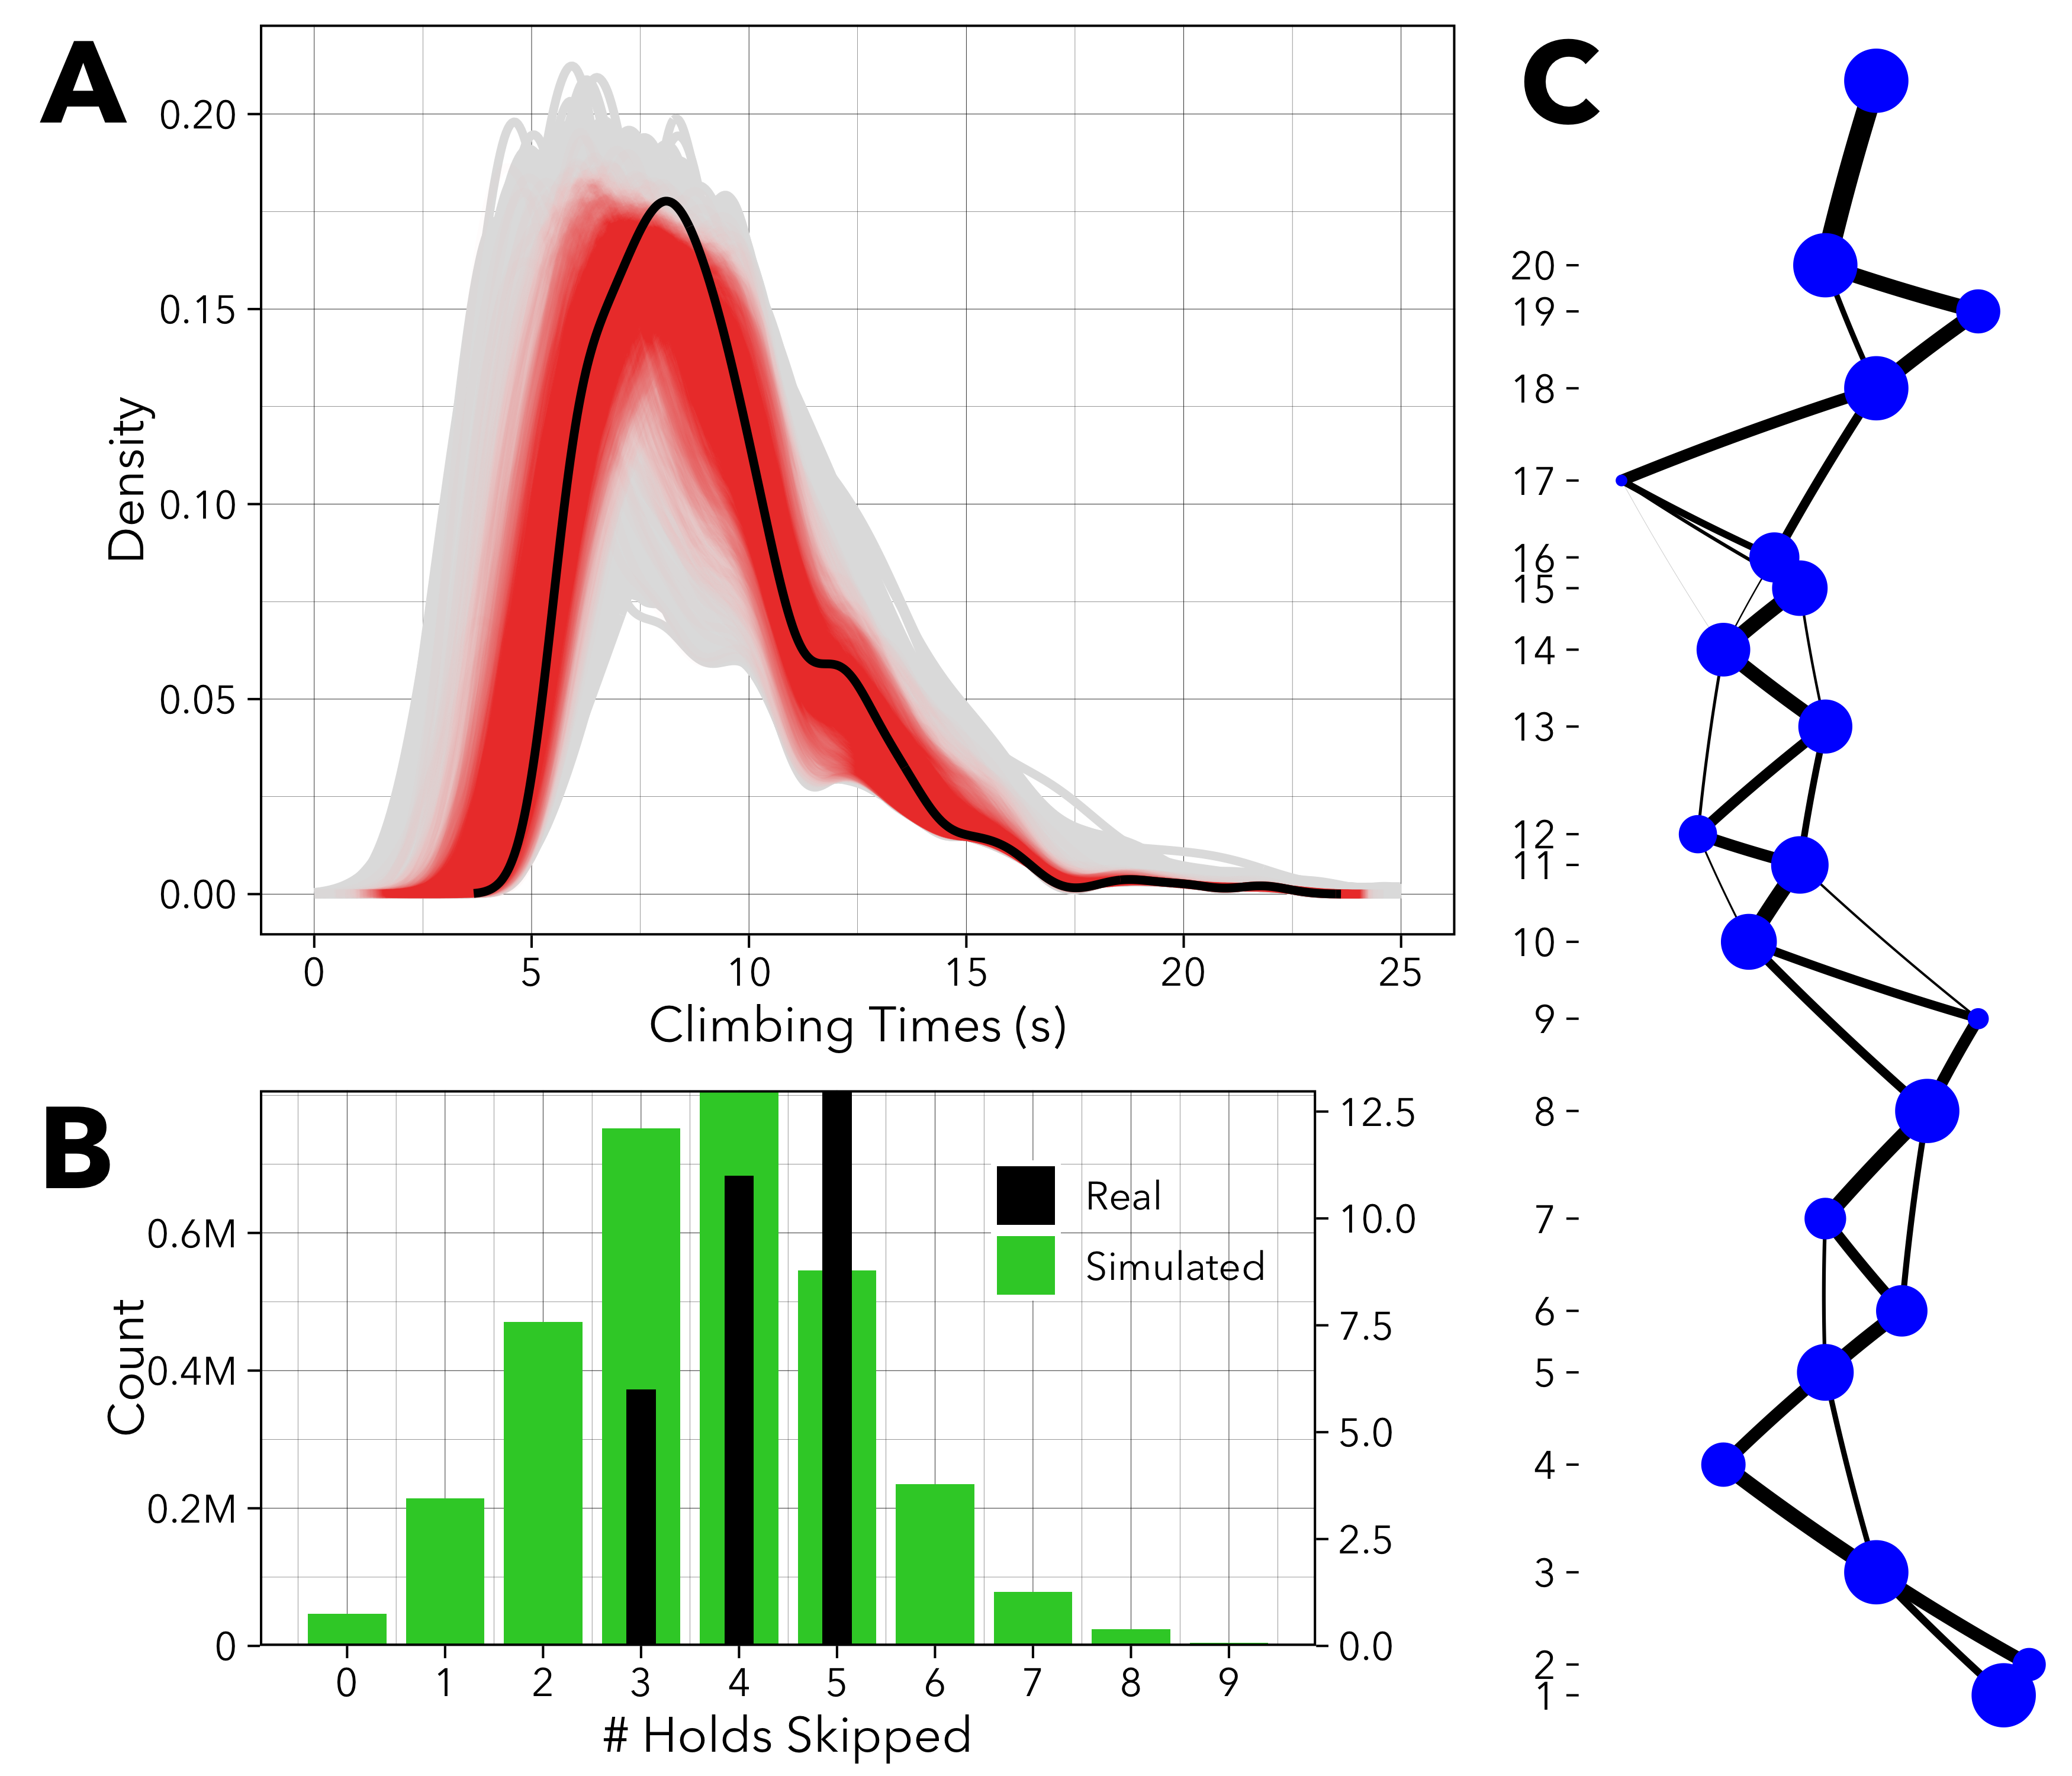 A
0.20
0.15
0.10
0.05
0.00
Density
0 5 10 15 20 25
Climbing Times (s)
B
0.6M
0.4M
0.2M
0
Count
12.5
10.0
7.5
5.0
2.5
0.0
Real
Simulated
0 1 2 3 4 5 6 7 8 9
# Holds Skipped
C
20
19
18
17
16
15
14
13
12
11
10
9
8
7
6
5
4
3
2
1